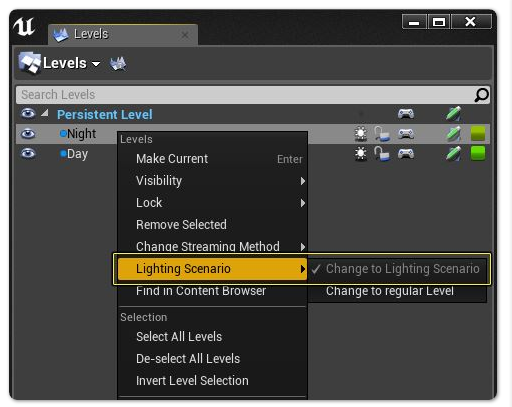 Levels
Levels
Search Levels
Persistent Level
Night
Day
Levels
Make Current Enter
Visibility
Lock
Remove Selected
Change Streaming Method
Lighting Scenario
Change to Lighting Scenario
Find in Content Browser
Change to regular Level
Selection
Select All Levels
De-select All Levels
Invert Level Selection